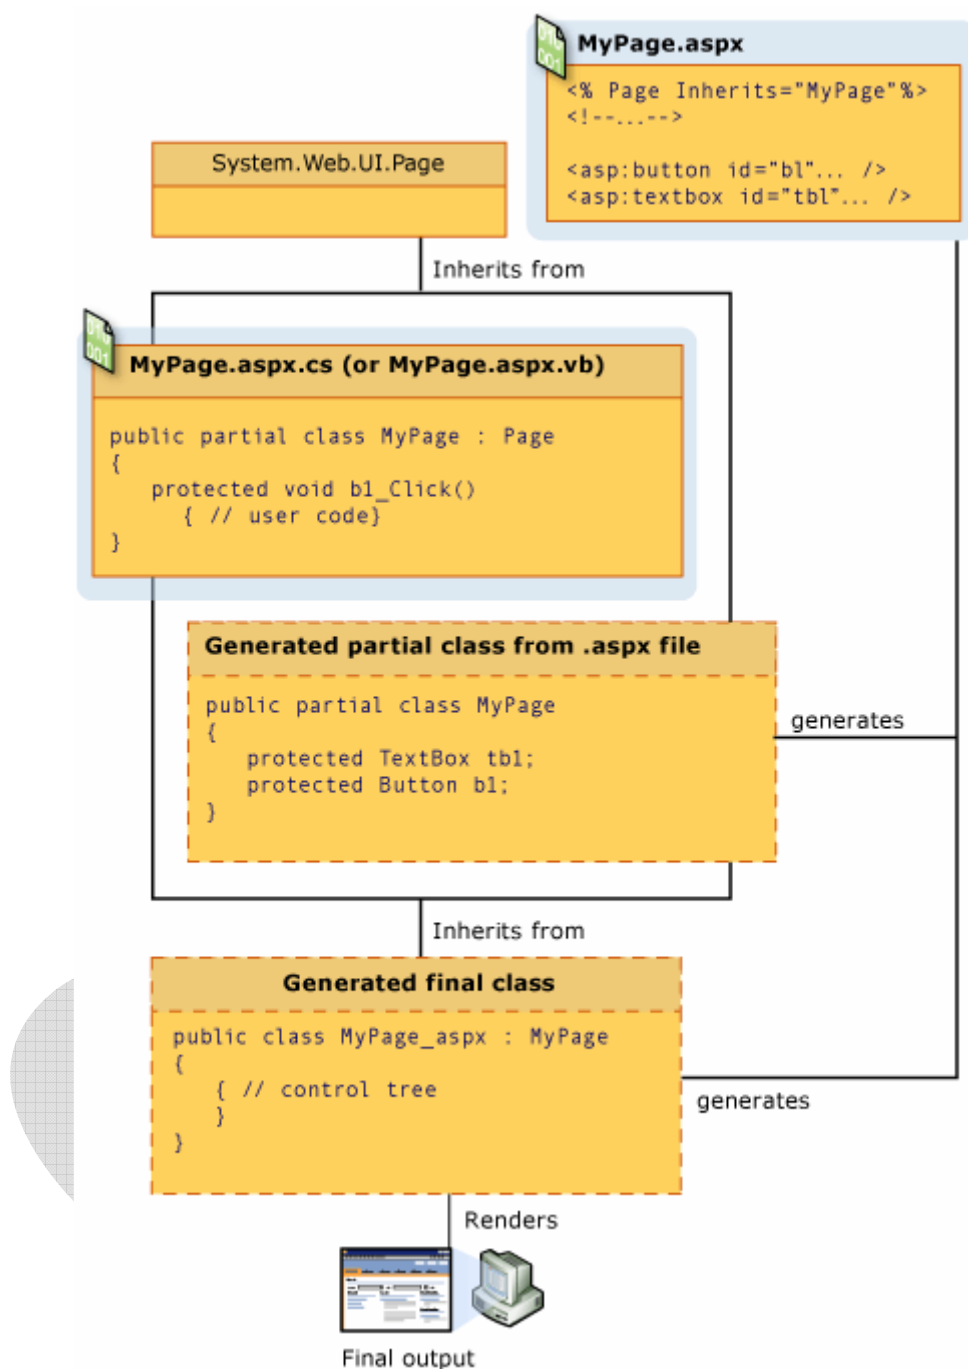 MyPage.aspx
<% Page Inherits="MyPage"%>
<!--...-->
<asp:button id="bl"... />
<asp:textbox id="tbl"... />
System.Web.UI.Page
Inherits from
MyPage.aspx.cs (or MyPage.aspx.vb)
public partial class MyPage : Page
{
protected void b1_Click()
{ // user code}
}
Generated partial class from .aspx file
public partial class MyPage
{
protected TextBox tb1;
protected Button b1;
}
generates
Inherits from
Generated final class
public class MyPage_aspx : MyPage
{
{ // control tree
}
}
generates
Renders
Final output